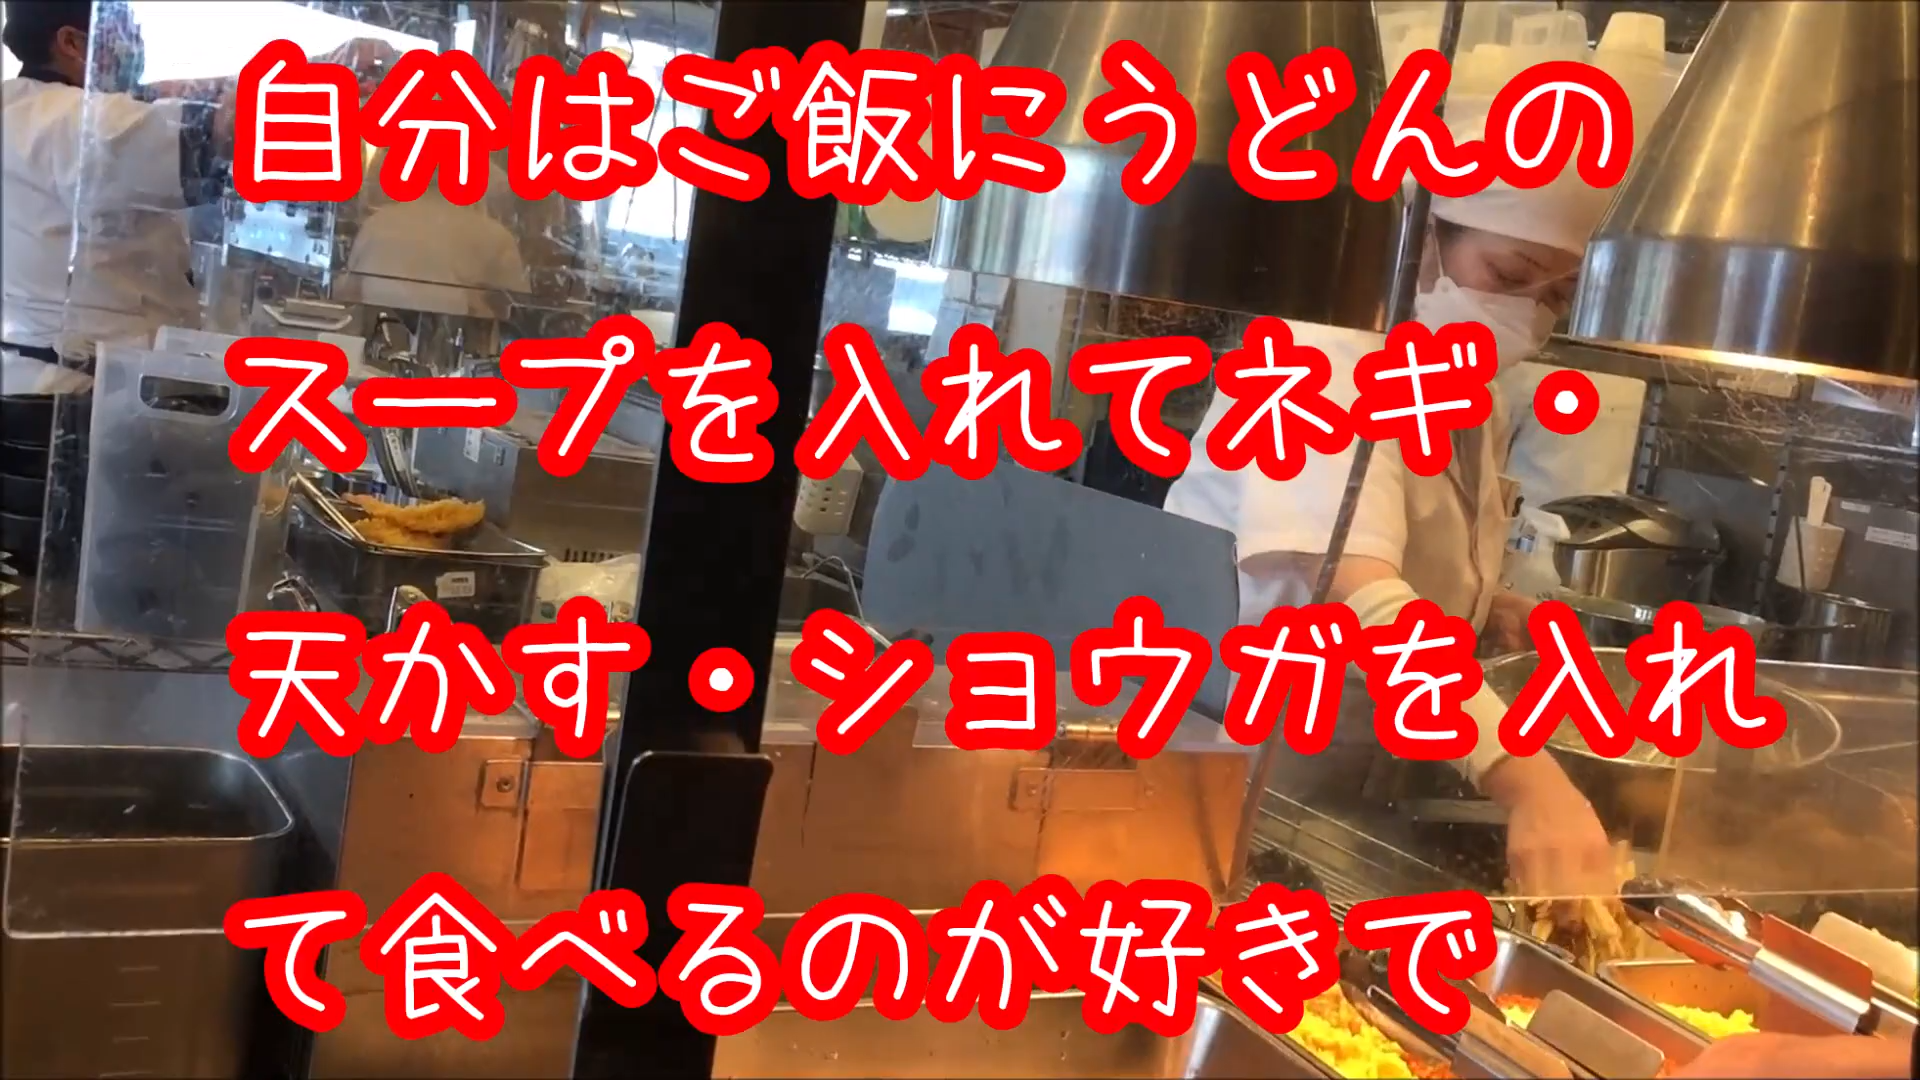 自分はご飯にうどんの
スープを入れてネギ・
天かす・ショウガを入れ
て食べるのが好きで